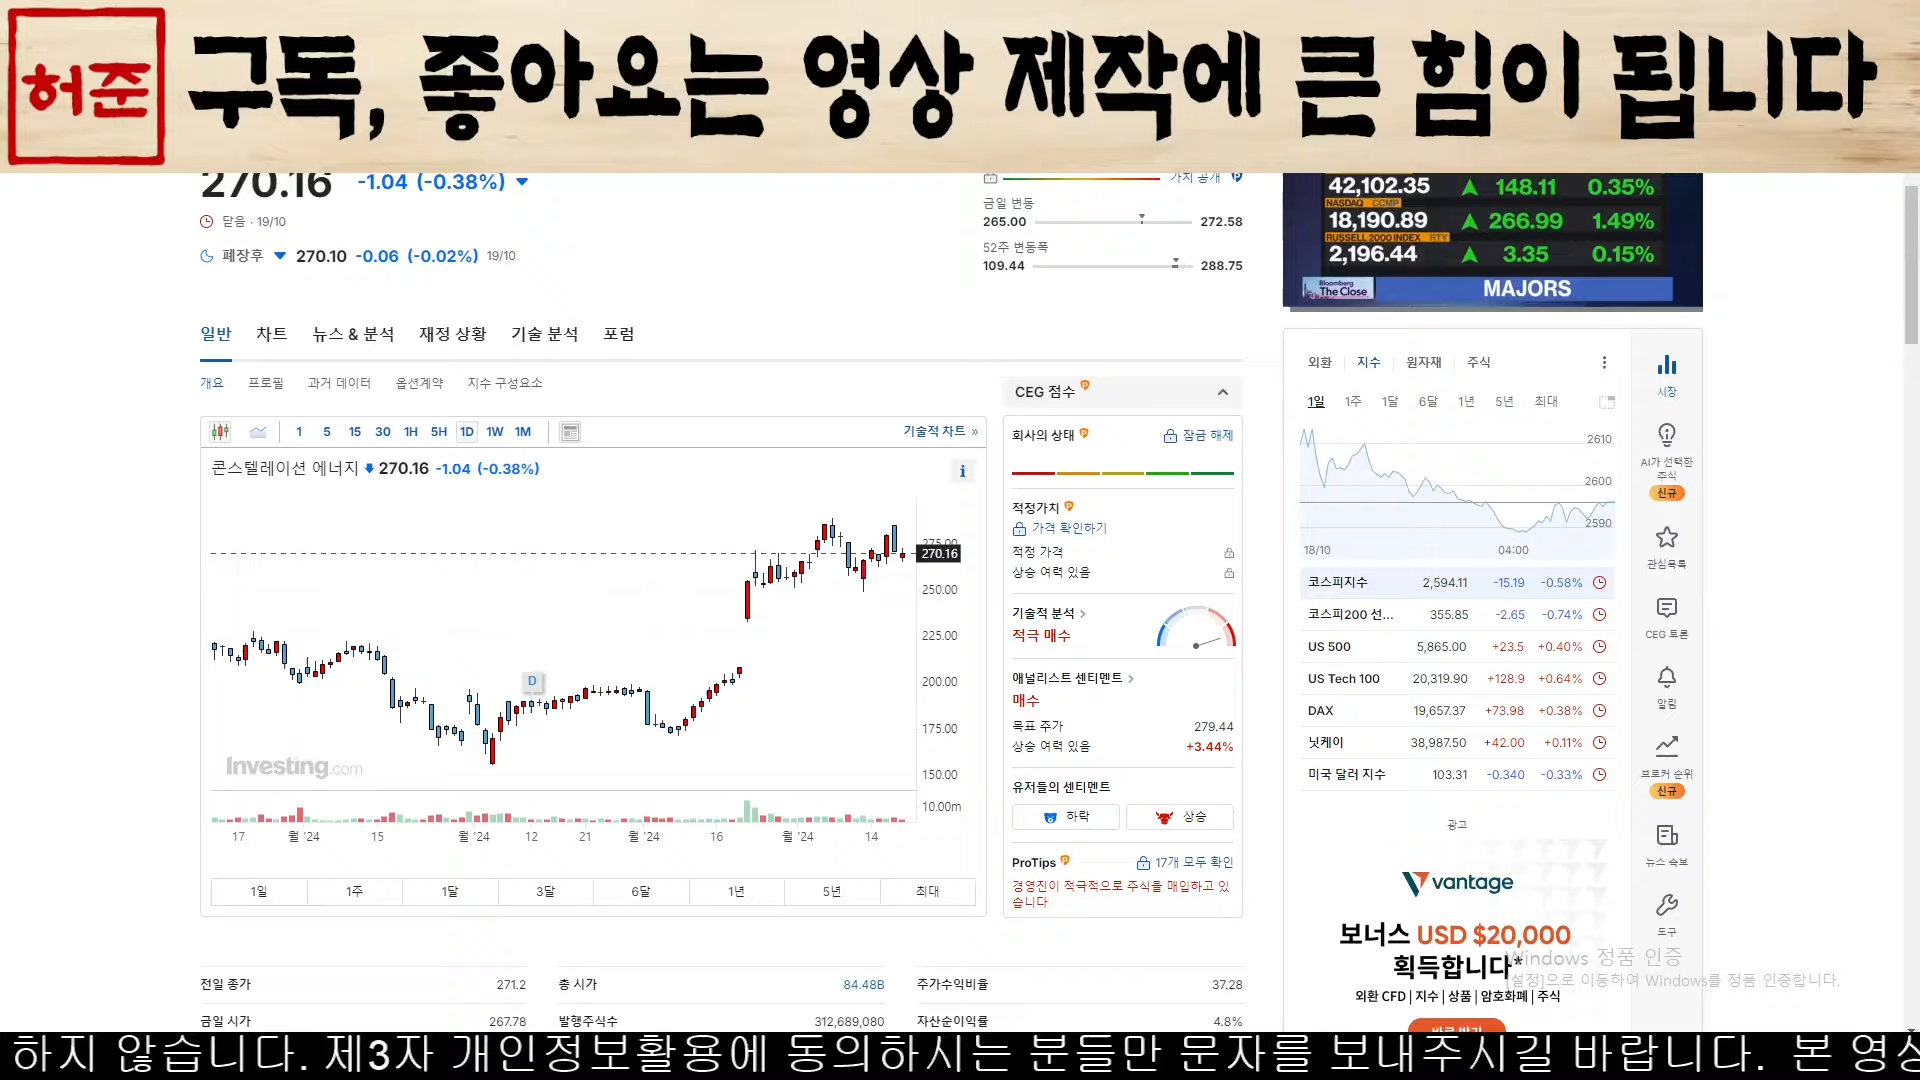 허준 구독, 좋아요는 영상 제작에 큰 힘이 됩니다
270.16 -1.04 (-0.38%)
닫음 · 19/10
폐장후 270.10 -0.06 (-0.02%) 19/10
가치 공개
금일 변동
265.00 272.58
52주 변동폭
109.44 288.75
42,102.35 148.11 0.35%
NASDAQ CCMP
18,190.89 266.99 1.49%
RUSSELL 2000 INDEX RTY
2,196.44 3.35 0.15%
Bloomberg The Close MAJORS
일반 차트 뉴스 & 분석 재정 상황 기술 분석 포럼
개요 프로필 과거 데이터 옵션계약 지수 구성요소
1 5 15 30 1H 5H 1D 1W 1M 기술적 차트 »
콘스텔레이션 에너지 270.16 -1.04 (-0.38%)
275.00
270.16
250.00
225.00
200.00
175.00
150.00
10.00m
D
Investing.com
17 월 '24 15 월 '24 12 21 월 '24 16 월 '24 14
1일 1주 1달 3달 6달 1년 5년 최대
CEG 점수
회사의 상태 잠금 해제
적정가치
가격 확인하기
적정 가격
상승 여력 있음
기술적 분석
적극 매수
애널리스트 센티멘트
매수
목표 주가 279.44
상승 여력 있음 +3.44%
유저들의 센티멘트
하락 상승
ProTips 17개 모두 확인
경영진이 적극적으로 주식을 매입하고 있
습니다
외환 지수 원자재 주식
1일 1주 1달 6달 1년 5년 최대
2610
2600
2590
18/10 04:00
코스피지수 2,594.11 -15.19 -0.58%
코스피200 선... 355.85 -2.65 -0.74%
US 500 5,865.00 +23.5 +0.40%
US Tech 100 20,319.90 +128.9 +0.64%
DAX 19,657.37 +73.98 +0.38%
닛케이 38,987.50 +42.00 +0.11%
미국 달러 지수 103.31 -0.340 -0.33%
시장
AI가 선택한
주식
신규
관심목록
CEG 토론
알림
브로커 순위
신규
뉴스 속보
도구
광고
vantage
보너스 USD $20,000
획득합니다*
외환 CFD | 지수 | 상품 | 암호화폐 | 주식
Windows 정품 인증
[설정]으로 이동하여 Windows를 정품 인증합니다.
전일 종가 271.2 총 시가 84.48B 주가수익비율 37.28
금일 시가 267.78 발행주식수 312,689,080 자산순이익율 4.8%
하지 않습니다. 제3자 개인정보활용에 동의하시는 분들만 문자를 보내주시길 바랍니다. 본 영상